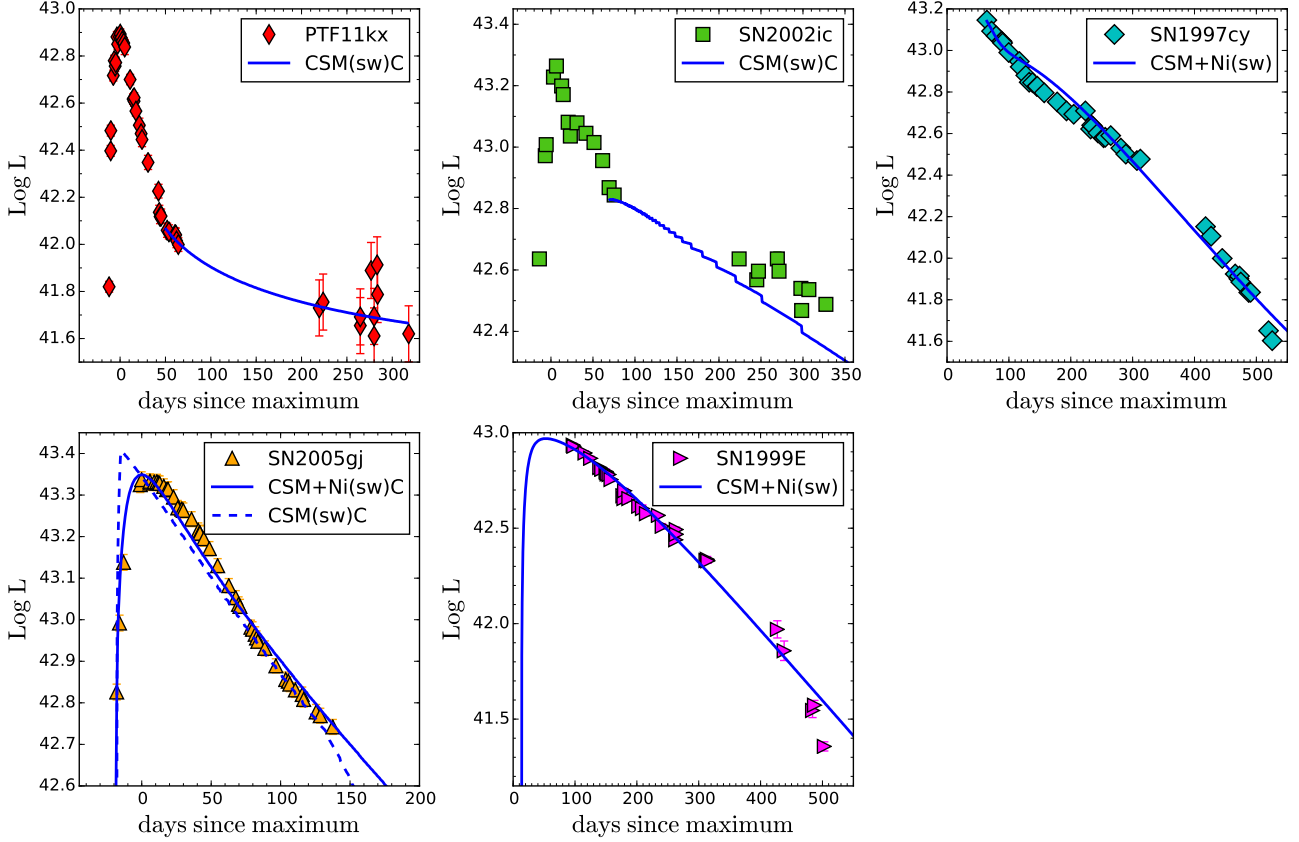 43.0
42.8
42.6
42.4
42.2
42.0
41.8
41.6
Log L
PTF11kx
CSM(sw)C
0 50 100 150 200 250 300
days since maximum
43.4
43.2
43.0
42.8
42.6
42.4
Log L
SN2002ic
CSM(sw)C
0 50 100 150 200 250 300 350
days since maximum
43.2
43.0
42.8
42.6
42.4
42.2
42.0
41.8
41.6
Log L
SN1997cy
CSM+Ni(sw)
0 100 200 300 400 500
days since maximum
43.4
43.3
43.2
43.1
43.0
42.9
42.8
42.7
42.6
Log L
SN2005gj
CSM+Ni(sw)C
CSM(sw)C
0 50 100 150 200
days since maximum
43.0
42.5
42.0
41.5
Log L
SN1999E
CSM+Ni(sw)
0 100 200 300 400 500
days since maximum